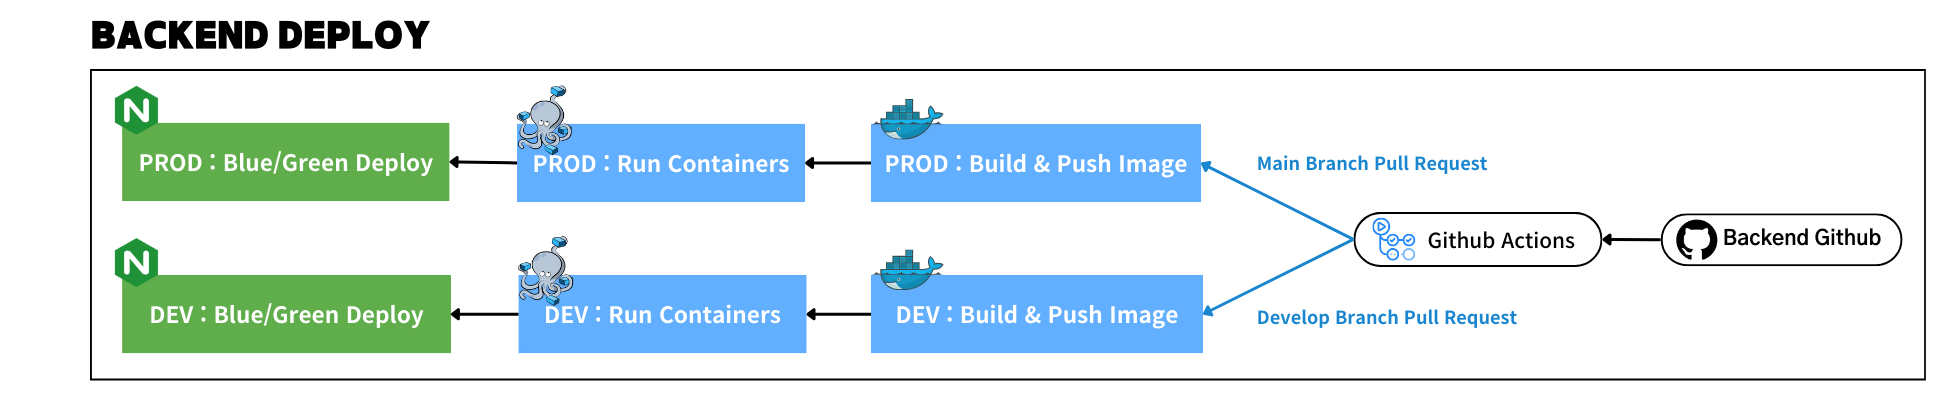 BACKEND DEPLOY
PROD : Blue/Green Deploy
PROD : Run Containers
PROD : Build & Push Image
Main Branch Pull Request
Github Actions
Backend Github
DEV : Blue/Green Deploy
DEV : Run Containers
DEV : Build & Push Image
Develop Branch Pull Request